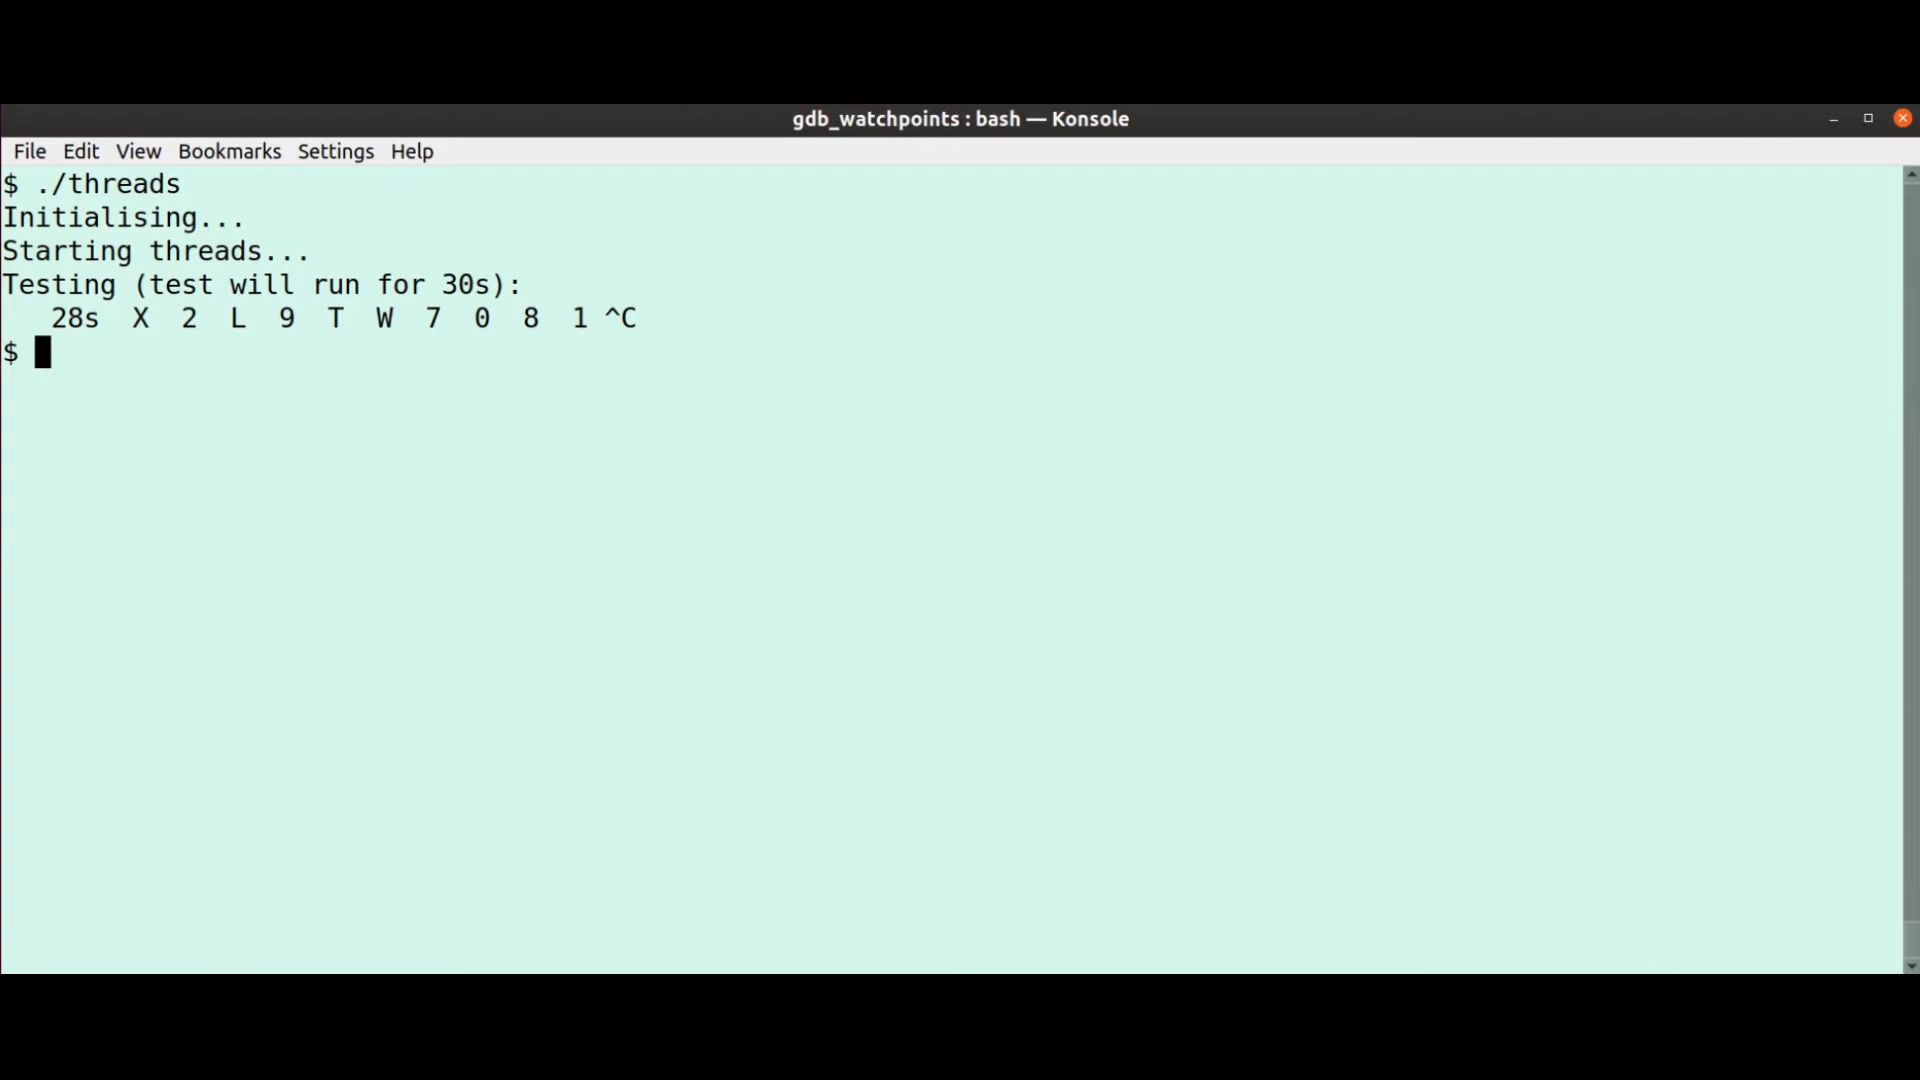 gdb_watchpoints : bash — Konsole
File Edit View Bookmarks Settings Help
$ ./threads
Initialising...
Starting threads...
Testing (test will run for 30s):
   28s  X  2  L  9  T  W  7  0  8  1 ^C
$